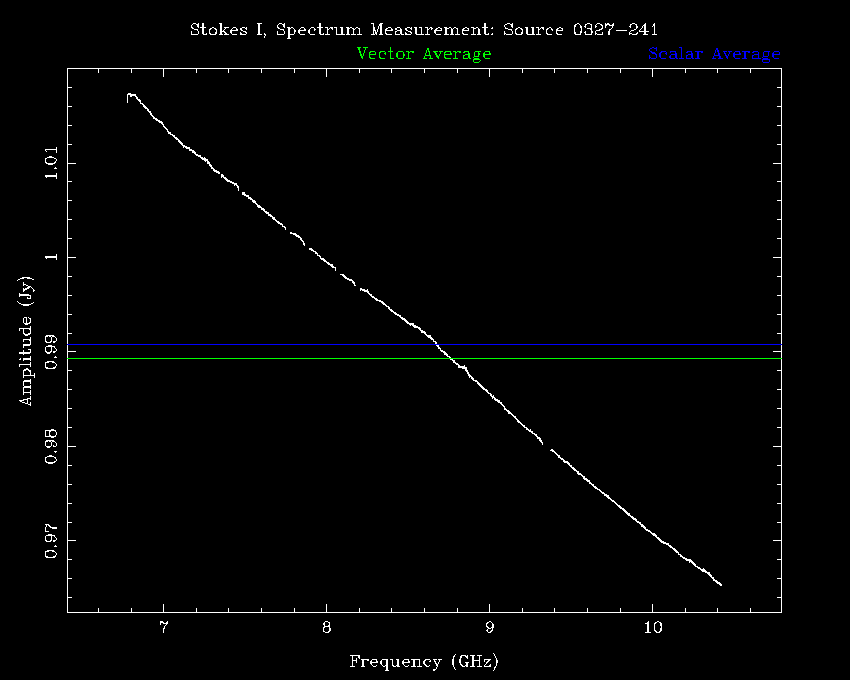 Stokes I, Spectrum Measurement: Source 0327-241
Vector Average
Scalar Average
1.01
1
0.99
0.98
0.97
Amplitude (Jy)
7
8
9
10
Frequency (GHz)